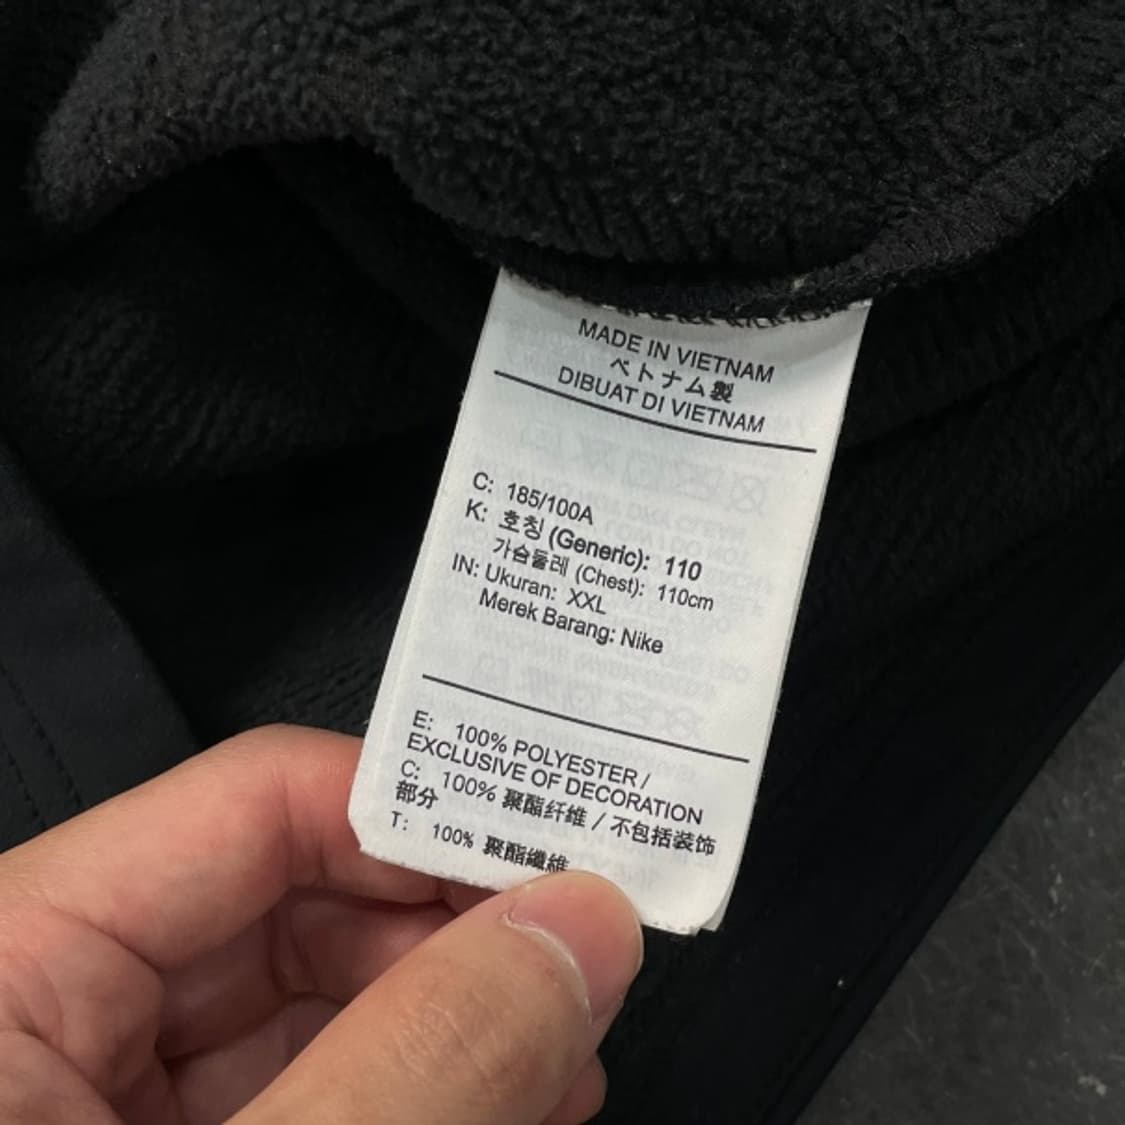 MADE IN VIETNAM
ベトナム製
DIBUAT DI VIETNAM
C: 185/100A
K: 호칭 (Generic): 110
가슴둘레 (Chest): 110cm
IN: Ukuran: XXL
Merek Barang: Nike
E: 100% POLYESTER /
EXCLUSIVE OF DECORATION
C: 100% 聚酯纤维 / 不包括装饰
部分
T: 100% 聚酯纖維